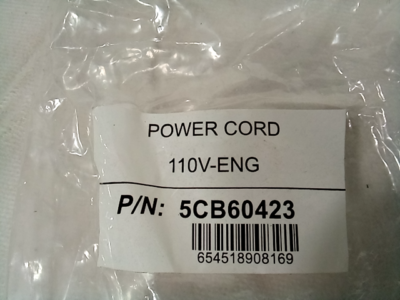 POWER CORD
110V-ENG
P/N: 5CB60423
654518908169